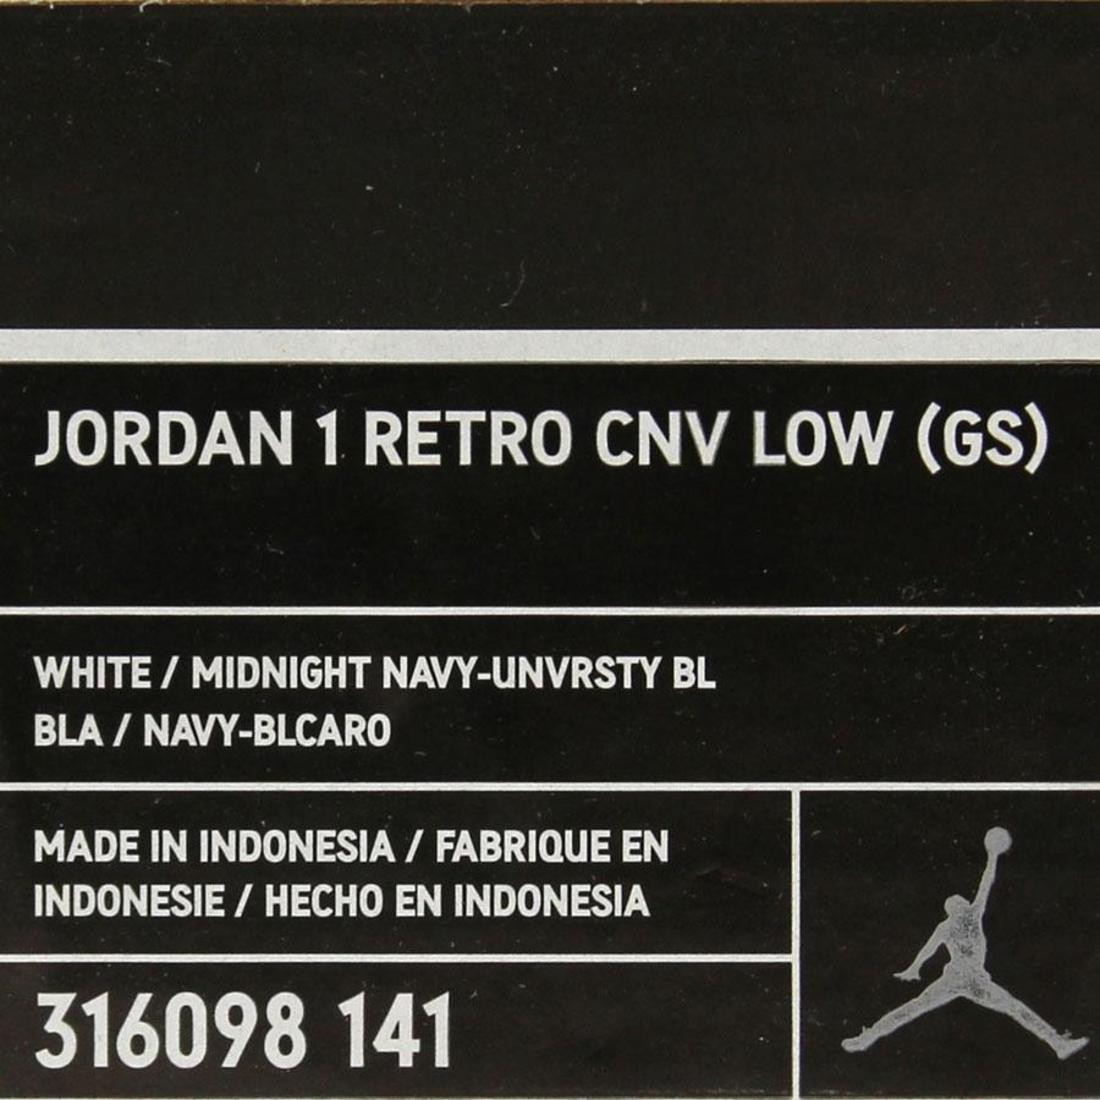 JORDAN 1 RETRO CNV LOW (GS)
WHITE / MIDNIGHT NAVY-UNVRSTY BL
BLA / NAVY-BLCARO
MADE IN INDONESIA / FABRIQUE EN
INDONESIE / HECHO EN INDONESIA
316098 141